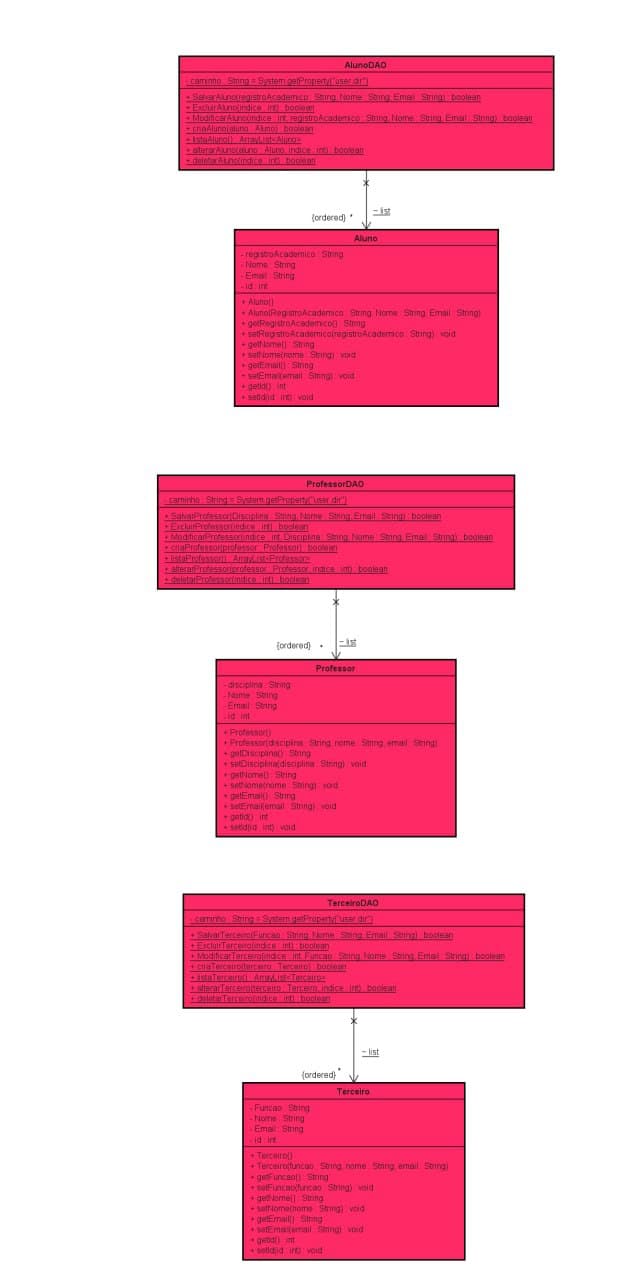 AlunoDAO
- caminho : String = System.getProperty("user.dir")
+ SalvarAluno(registroAcademico : String, Nome : String, Email : String) : boolean
+ ExcluirAluno(indice : int) : boolean
+ ModificarAluno(indice : int, registroAcademico : String, Nome : String, Email : String) : boolean
+ criaAluno(aluno : Aluno) : boolean
+ listaAluno() : ArrayList<Aluno>
+ alterarAluno(aluno : Aluno, indice : int) : boolean
+ deletarAluno(indice : int) : boolean
~ list
{ordered} *
Aluno
- registroAcademico : String
- Nome : String
- Email : String
- id : int
+ Aluno()
+ Aluno(RegistroAcademico : String, Nome : String, Email : String)
+ getRegistroAcademico() : String
+ setRegistroAcademico(registroAcademico : String) : void
+ getNome() : String
+ setNome(nome : String) : void
+ getEmail() : String
+ setEmail(email : String) : void
+ getId() : int
+ setId(id : int) : void
ProfessorDAO
- caminho : String = System.getProperty("user.dir")
+ SalvarProfessor(Disciplina : String, Nome : String, Email : String) : boolean
+ ExcluirProfessor(indice : int) : boolean
+ ModificarProfessor(indice : int, Disciplina : String, Nome : String, Email : String) : boolean
+ criaProfessor(professor : Professor) : boolean
+ listaProfessor() : ArrayList<Professor>
+ alterarProfessor(professor : Professor, indice : int) : boolean
+ deletarProfessor(indice : int) : boolean
{ordered} * ~ list
Professor
- disciplina : String
- Nome : String
- Email : String
- id : int
+ Professor()
+ Professor(disciplina : String, nome : String, email : String)
+ getDisciplina() : String
+ setDisciplina(disciplina : String) : void
+ getNome() : String
+ setNome(nome : String) : void
+ getEmail() : String
+ setEmail(email : String) : void
+ getId() : int
+ setId(id : int) : void
TerceiroDAO
- caminho : String = System.getProperty("user.dir")
+ SalvarTerceiro(Funcao : String, Nome : String, Email : String) : boolean
+ ExcluirTerceiro(indice : int) : boolean
+ ModificarTerceiro(indice : int, Funcao : String, Nome : String, Email : String) : boolean
+ criaTerceiro(terceiro : Terceiro) : boolean
+ listaTerceiro() : ArrayList<Terceiro>
+ alterarTerceiro(terceiro : Terceiro, indice : int) : boolean
+ deletarTerceiro(indice : int) : boolean
~ list
{ordered} *
Terceiro
- Funcao : String
- Nome : String
- Email : String
- id : int
+ Terceiro()
+ Terceiro(funcao : String, nome : String, email : String)
+ getFuncao() : String
+ setFuncao(funcao : String) : void
+ getNome() : String
+ setNome(nome : String) : void
+ getEmail() : String
+ setEmail(email : String) : void
+ getId() : int
+ setId(id : int) : void